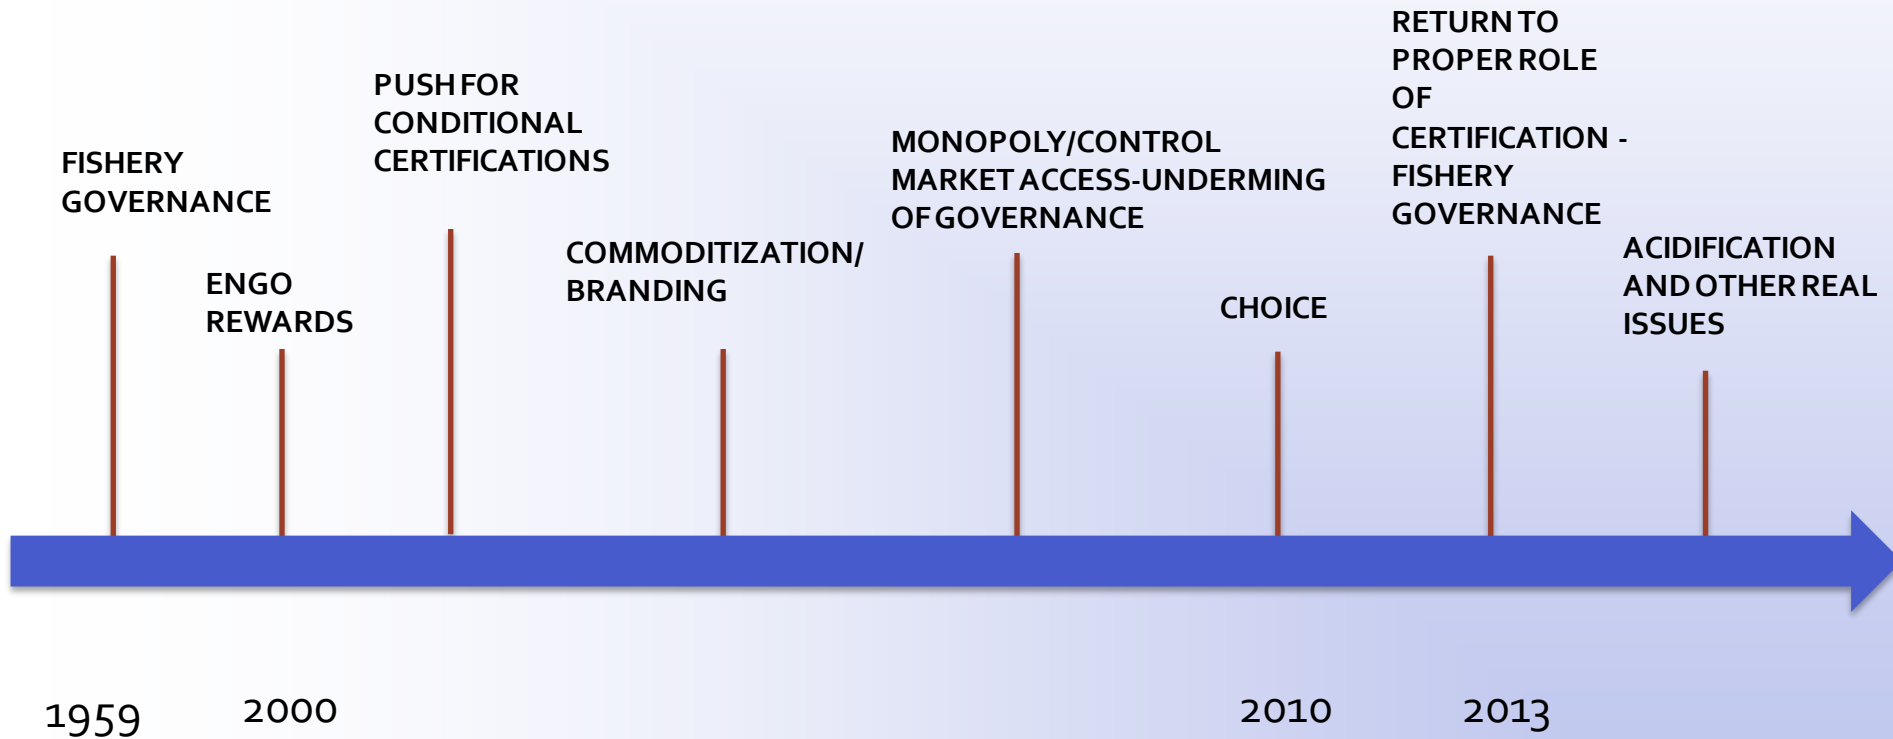 FISHERY
GOVERNANCE
ENGO
REWARDS
PUSH FOR
CONDITIONAL
CERTIFICATIONS
COMMODITIZATION/
BRANDING
MONOPOLY/CONTROL
MARKET ACCESS-UNDERMING
OF GOVERNANCE
CHOICE
RETURN TO
PROPER ROLE
OF
CERTIFICATION -
FISHERY
GOVERNANCE
ACIDIFICATION
AND OTHER REAL
ISSUES
1959
2000
2010
2013